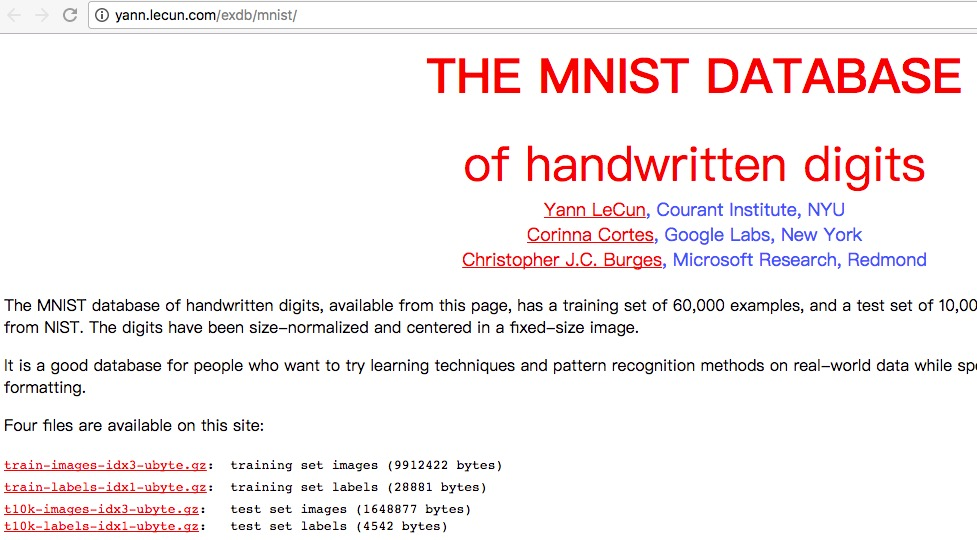 yann.lecun.com/exdb/mnist/
THE MNIST DATABASE
of handwritten digits
Yann LeCun, Courant Institute, NYU
Corinna Cortes, Google Labs, New York
Christopher J.C. Burges, Microsoft Research, Redmond
The MNIST database of handwritten digits, available from this page, has a training set of 60,000 examples, and a test set of 10,00
from NIST. The digits have been size-normalized and centered in a fixed-size image.
It is a good database for people who want to try learning techniques and pattern recognition methods on real-world data while spe
formatting.
Four files are available on this site:
train-images-idx3-ubyte.gz: training set images (9912422 bytes)
train-labels-idx1-ubyte.gz: training set labels (28881 bytes)
t10k-images-idx3-ubyte.gz: test set images (1648877 bytes)
t10k-labels-idx1-ubyte.gz: test set labels (4542 bytes)